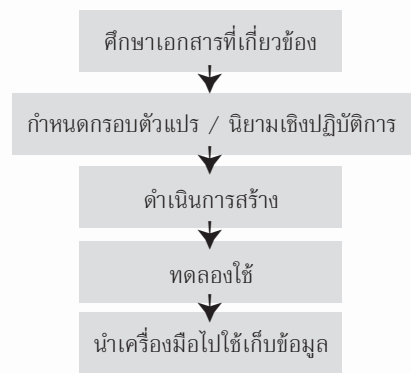 ศึกษาเอกสารที่เกี่ยวข้อง
กำหนดกรอบตัวแปร / นิยามเชิงปฏิบัติการ
ดำเนินการสร้าง
ทดลองใช้
นำเครื่องมือไปใช้เก็บข้อมูล